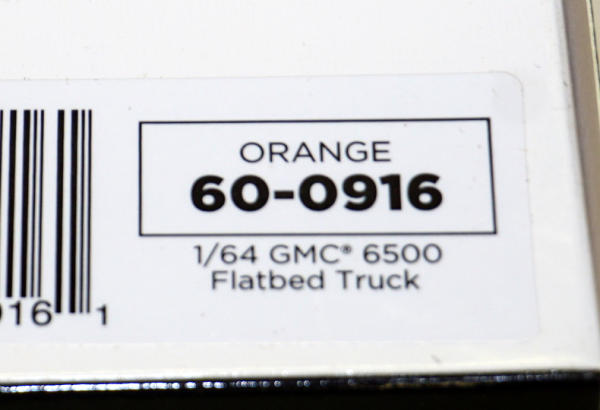 ORANGE
60-0916
1/64 GMC® 6500
Flatbed Truck
916 1